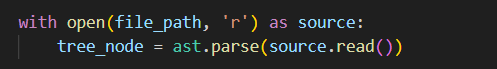 with open(file_path, 'r') as source:
    tree_node = ast.parse(source.read())